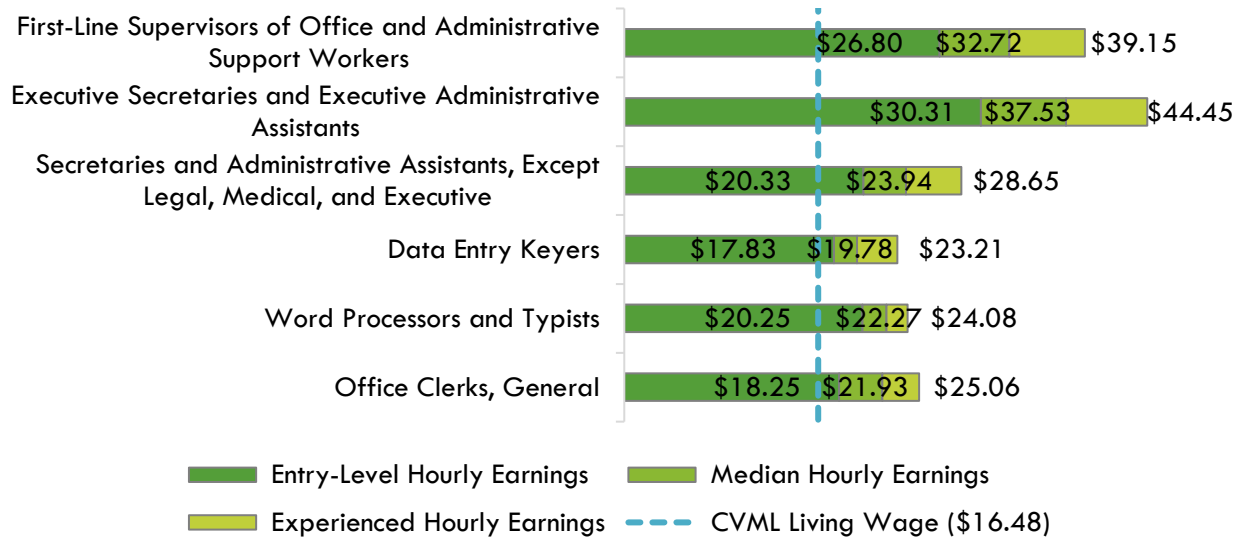 First-Line Supervisors of Office and Administrative
Support Workers
$26.80 $32.72 $39.15
Executive Secretaries and Executive Administrative
Assistants
$30.31 $37.53 $44.45
Secretaries and Administrative Assistants, Except
Legal, Medical, and Executive
$20.33 $23.94 $28.65
Data Entry Keyers $17.83 $19.78 $23.21
Word Processors and Typists $20.25 $22.27 $24.08
Office Clerks, General $18.25 $21.93 $25.06
Entry-Level Hourly Earnings Median Hourly Earnings
Experienced Hourly Earnings CVML Living Wage ($16.48)